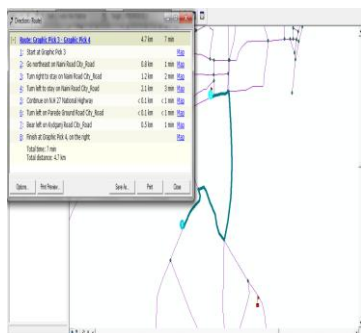 Directions (Route)
[-] Route: Graphic Pick 3 - Graphic Pick 4 4.7 km 7 min
1: Start at Graphic Pick 3 Map
2: Go northeast on Main Road City_Road 0.8 km 1 min Map
3: Turn right to stay on Main Road City_Road 1.2 km 2 min Map
4: Turn left to stay on Main Road City_Road 2.1 km 3 min Map
5: Continue on N.H 27 National Highway < 0.1 km < 1 min Map
6: Turn left on Parade Ground Road City_Road < 0.1 km < 1 min Map
7: Bear left on Kodganj Road City_Road 0.5 km 1 min Map
8: Finish at Graphic Pick 4, on the right Map
Total time: 7 min
Total distance: 4.7 km
Options... Print Preview... Save As... Print Close